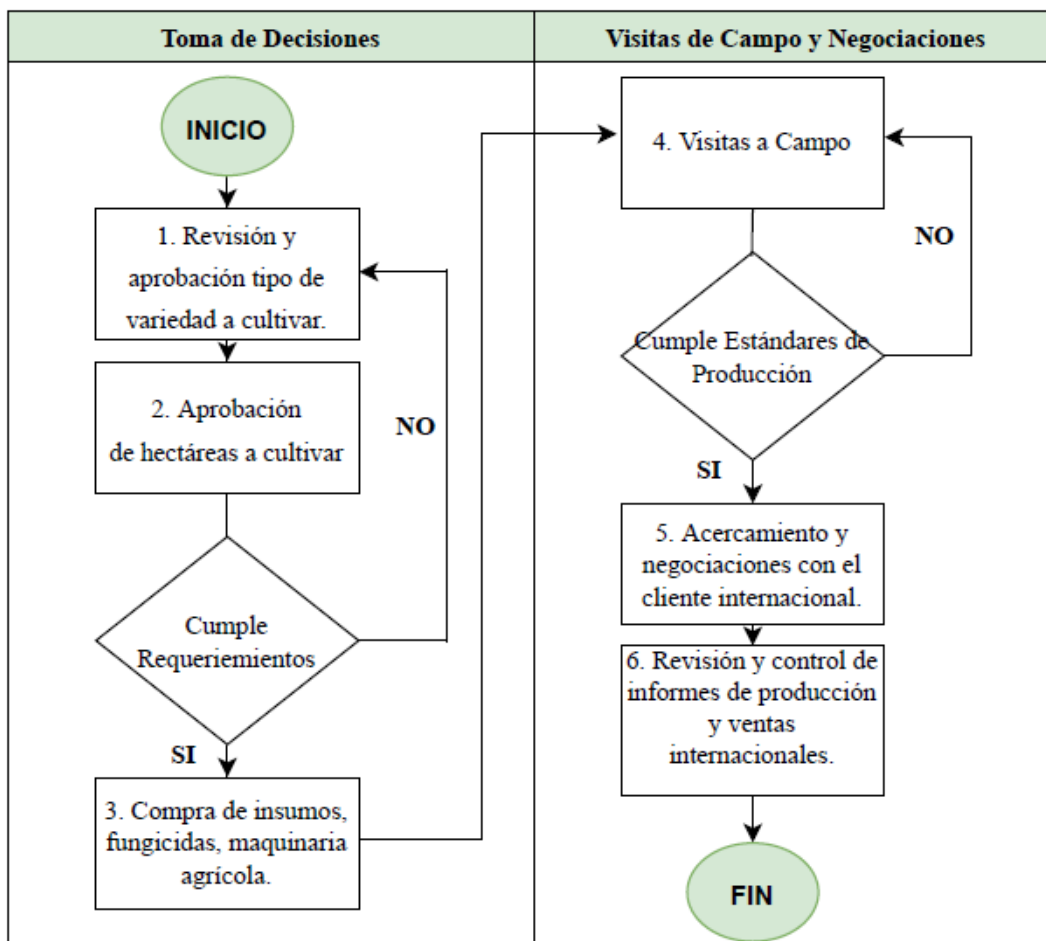 Toma de Decisiones
Visitas de Campo y Negociaciones
INICIO
1. Revisión y
aprobación tipo de
variedad a cultivar.
2. Aprobación
de hectáreas a cultivar
NO
Cumple
Requeriemientos
SI
3. Compra de insumos,
fungicidas, maquinaria
agrícola.
4. Visitas a Campo
NO
Cumple Estándares de
Producción
SI
5. Acercamiento y
negociaciones con el
cliente internacional.
6. Revisión y control de
informes de producción
y ventas
internacionales.
FIN